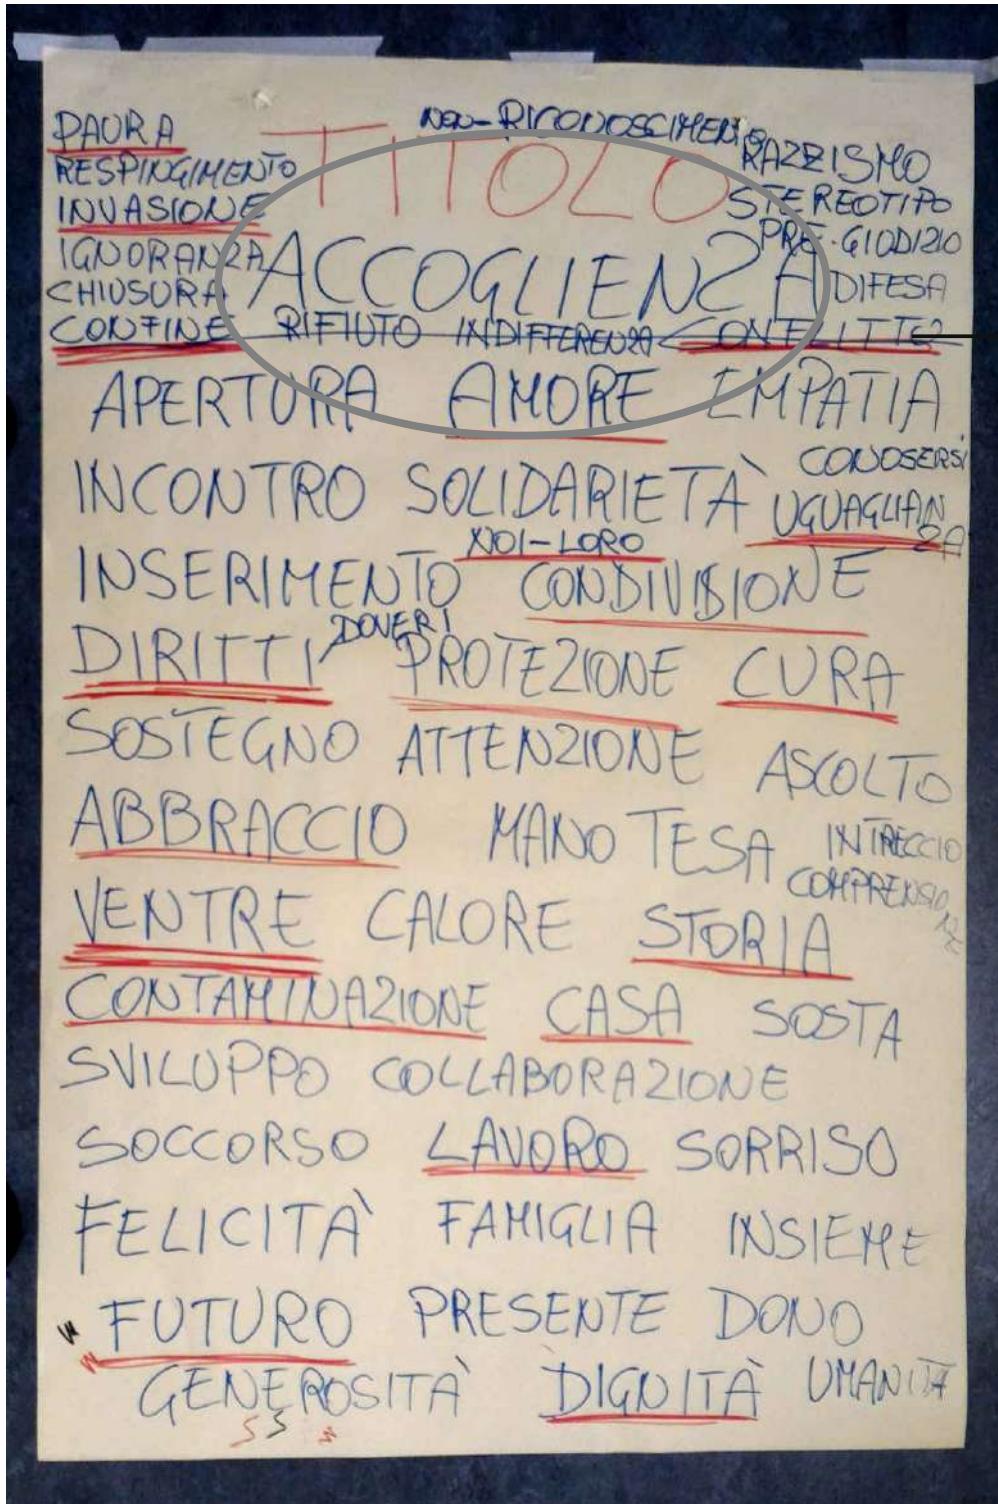 PAURA NON-RICONOSCIMENTO
RESPINGIMENTO TITOLO RAZZISMO
INVASIONE STEREOTIPO
IGNORANZA ACCOGLIENZA PRE-GIUDIZIO
CHIUSURA DIFESA
CONFINE RIFIUTO INDIFFERENZA CONFLITTO
APERTURA AMORE EMPATIA
CONOSERSI
INCONTRO SOLIDARIETÀ UGUAGLIANZA
NOI-LORO
INSERIMENTO CONDIVISIONE
DOVERI
DIRITTI PROTEZIONE CURA
SOSTEGNO ATTENZIONE ASCOLTO
ABBRACCIO MANO TESA INTRECCIO
COMPRENSIONE
VENTRE CALORE STORIA
CONTAMINAZIONE CASA SOSTA
SVILUPPO COLLABORAZIONE
SOCCORSO LAVORO SORRISO
FELICITÀ FAMIGLIA INSIEME
FUTURO PRESENTE DONO
GENEROSITÀ DIGNITÀ UMANITÀ